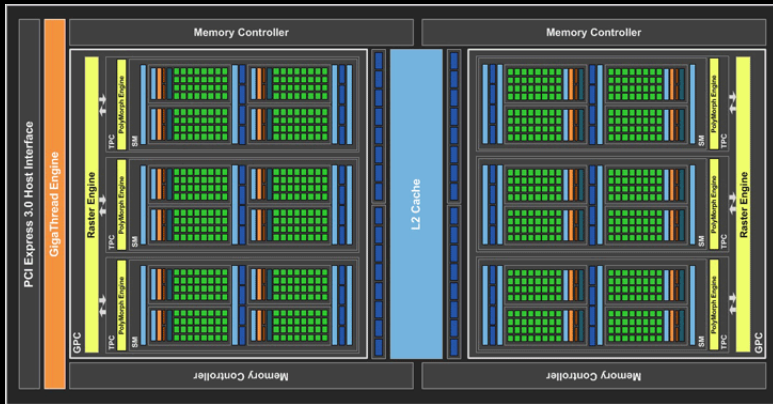 PCI Express 3.0 Host Interface
GigaThread Engine
Memory Controller
Memory Controller
GPC
Raster Engine
TPC
PolyMorph Engine
SM
TPC
PolyMorph Engine
SM
TPC
PolyMorph Engine
SM
L2 Cache
SM
PolyMorph Engine
TPC
SM
PolyMorph Engine
TPC
SM
PolyMorph Engine
TPC
Raster Engine
GPC
Memory Controller
Memory Controller